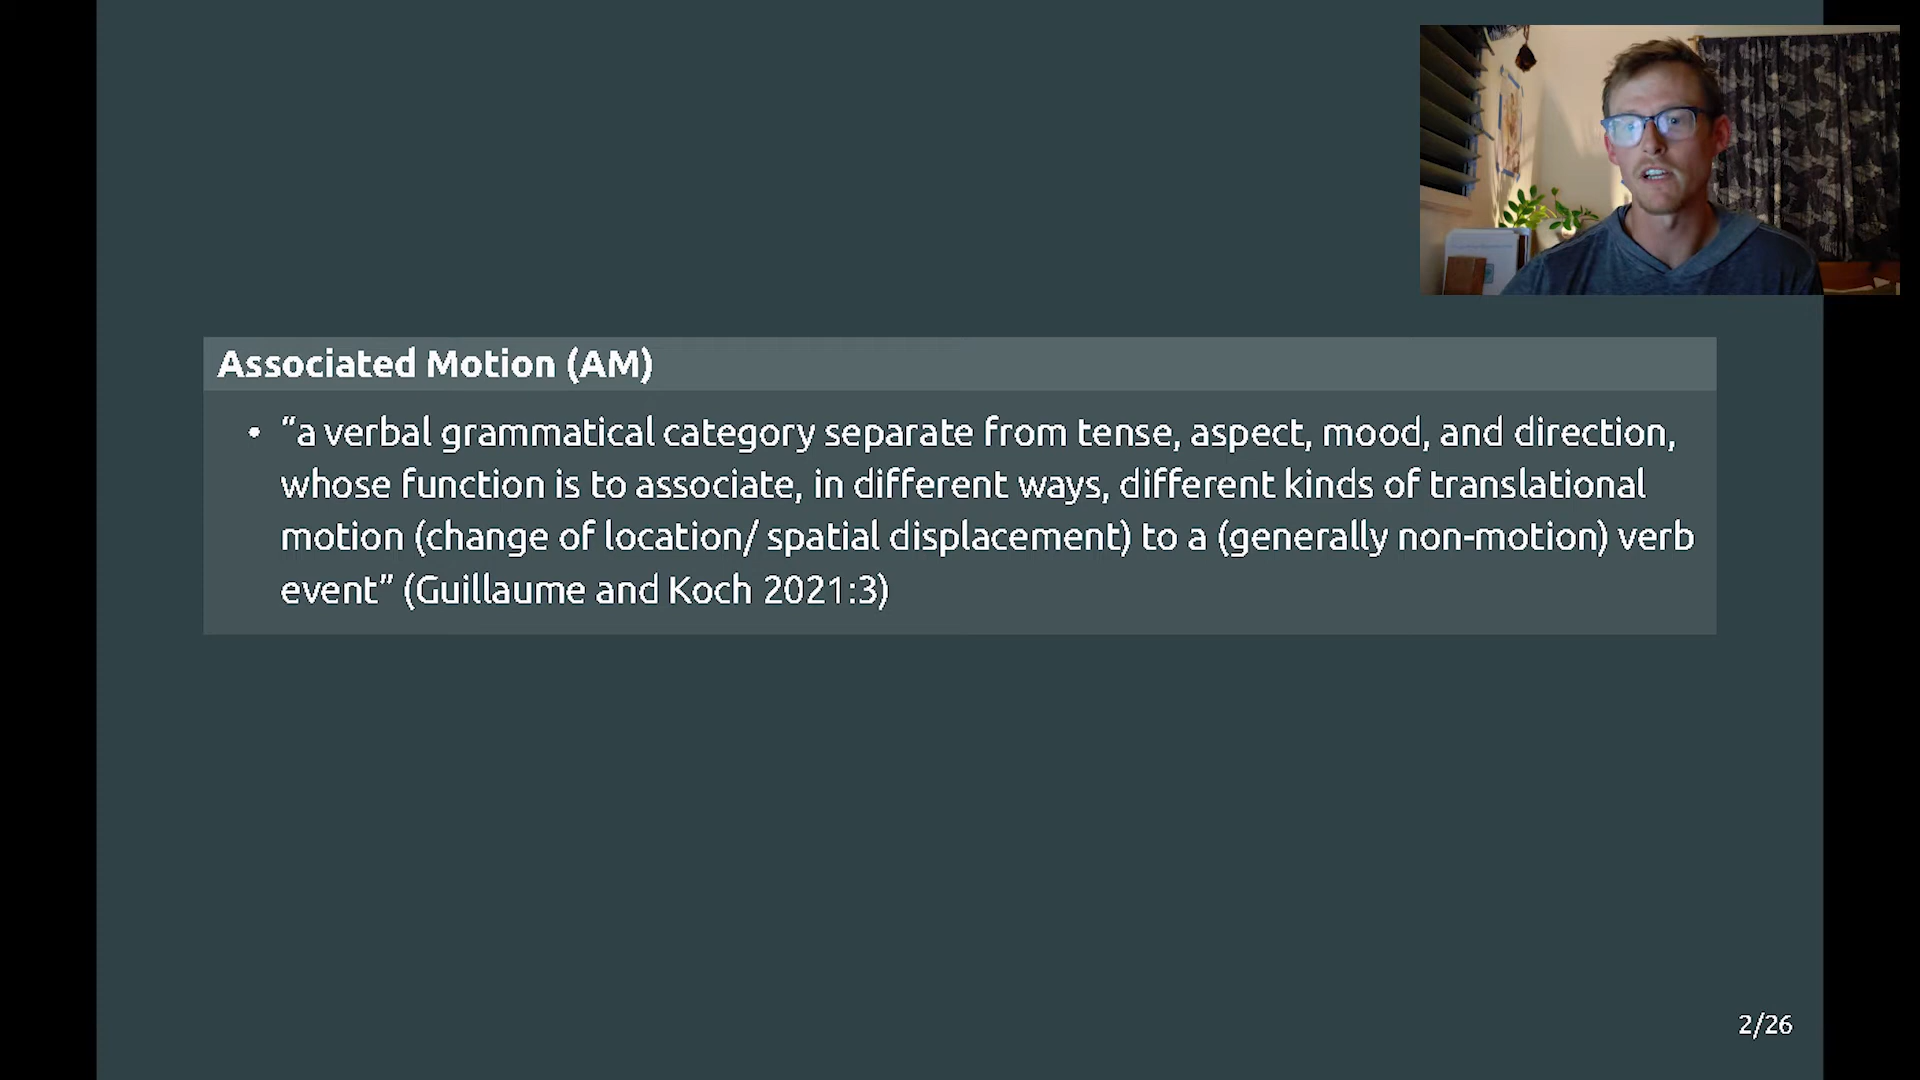 Associated Motion (AM)
• “a verbal grammatical category separate from tense, aspect, mood, and direction,
whose function is to associate, in different ways, different kinds of translational
motion (change of location/ spatial displacement) to a (generally non-motion) verb
event” (Guillaume and Koch 2021:3)
2/26